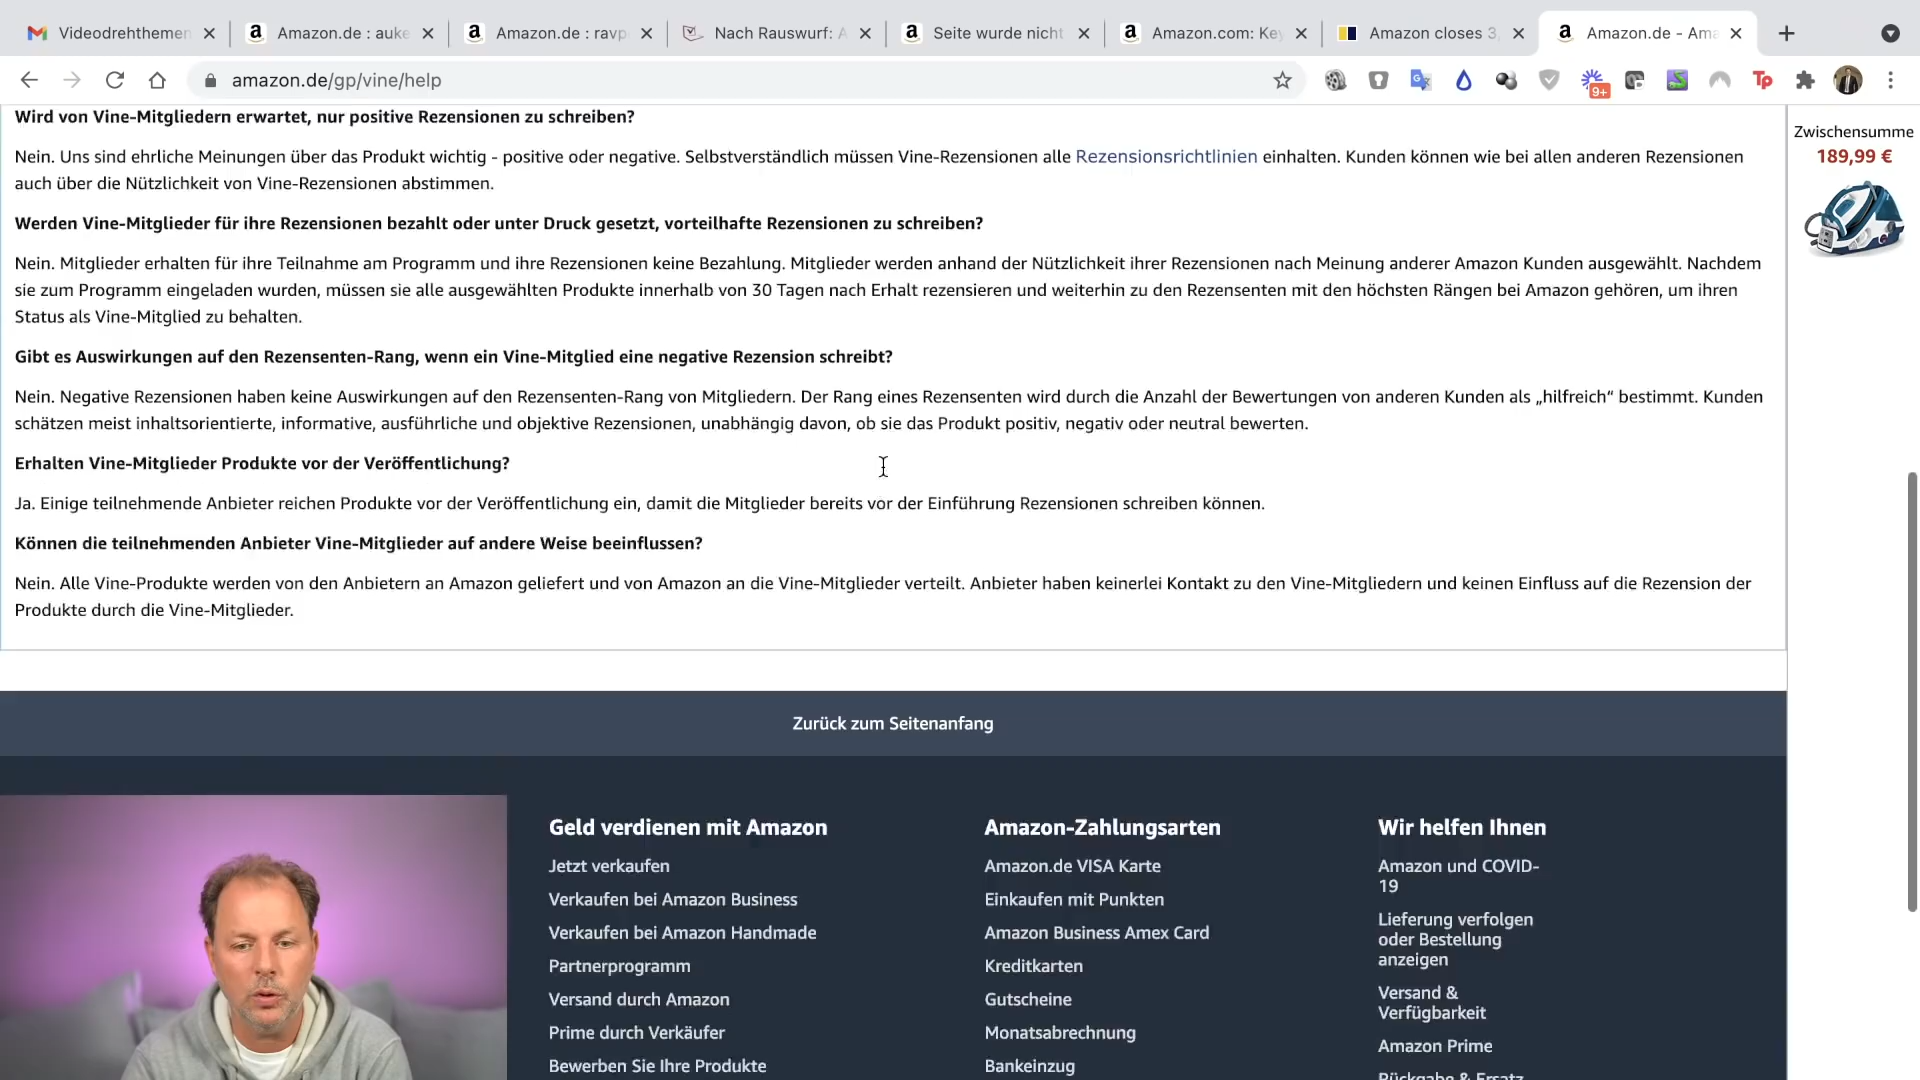 Videodrehthemen
Amazon.de : auke
Amazon.de : ravp
Nach Rauswurf: A
Seite wurde nicht
Amazon.com: Key
Amazon closes 3,
Amazon.de - Ama
amazon.de/gp/vine/help
9+
Wird von Vine-Mitgliedern erwartet, nur positive Rezensionen zu schreiben?
Nein. Uns sind ehrliche Meinungen über das Produkt wichtig - positive oder negative. Selbstverständlich müssen Vine-Rezensionen alle Rezensionsrichtlinien einhalten. Kunden können wie bei allen anderen Rezensionen
auch über die Nützlichkeit von Vine-Rezensionen abstimmen.
Werden Vine-Mitglieder für ihre Rezensionen bezahlt oder unter Druck gesetzt, vorteilhafte Rezensionen zu schreiben?
Nein. Mitglieder erhalten für ihre Teilnahme am Programm und ihre Rezensionen keine Bezahlung. Mitglieder werden anhand der Nützlichkeit ihrer Rezensionen nach Meinung anderer Amazon Kunden ausgewählt. Nachdem
sie zum Programm eingeladen wurden, müssen sie alle ausgewählten Produkte innerhalb von 30 Tagen nach Erhalt rezensieren und weiterhin zu den Rezensenten mit den höchsten Rängen bei Amazon gehören, um ihren
Status als Vine-Mitglied zu behalten.
Gibt es Auswirkungen auf den Rezensenten-Rang, wenn ein Vine-Mitglied eine negative Rezension schreibt?
Nein. Negative Rezensionen haben keine Auswirkungen auf den Rezensenten-Rang von Mitgliedern. Der Rang eines Rezensenten wird durch die Anzahl der Bewertungen von anderen Kunden als „hilfreich“ bestimmt. Kunden
schätzen meist inhaltsorientierte, informative, ausführliche und objektive Rezensionen, unabhängig davon, ob sie das Produkt positiv, negativ oder neutral bewerten.
Erhalten Vine-Mitglieder Produkte vor der Veröffentlichung?
Ja. Einige teilnehmende Anbieter reichen Produkte vor der Veröffentlichung ein, damit die Mitglieder bereits vor der Einführung Rezensionen schreiben können.
Können die teilnehmenden Anbieter Vine-Mitglieder auf andere Weise beeinflussen?
Nein. Alle Vine-Produkte werden von den Anbietern an Amazon geliefert und von Amazon an die Vine-Mitglieder verteilt. Anbieter haben keinerlei Kontakt zu den Vine-Mitgliedern und keinen Einfluss auf die Rezension der
Produkte durch die Vine-Mitglieder.
Zwischensumme
189,99 €
Zurück zum Seitenanfang
Geld verdienen mit Amazon
Jetzt verkaufen
Verkaufen bei Amazon Business
Verkaufen bei Amazon Handmade
Partnerprogramm
Versand durch Amazon
Prime durch Verkäufer
Bewerben Sie Ihre Produkte
Amazon-Zahlungsarten
Amazon.de VISA Karte
Einkaufen mit Punkten
Amazon Business Amex Card
Kreditkarten
Gutscheine
Monatsabrechnung
Bankeinzug
Wir helfen Ihnen
Amazon und COVID-
19
Lieferung verfolgen
oder Bestellung
anzeigen
Versand &
Verfügbarkeit
Amazon Prime
Rückgabe & Ersatz